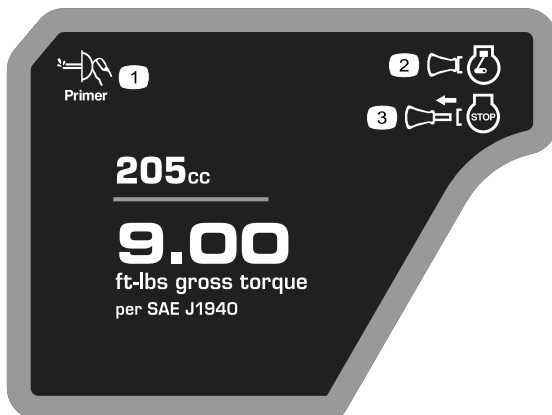 1
Primer
2
3
STOP
205cc
9.00
ft-lbs gross torque
per SAE J1940